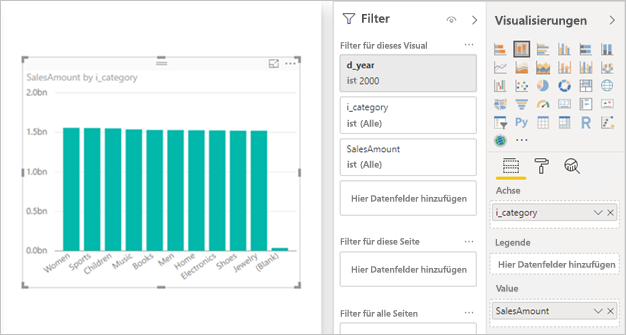 SalesAmount by i_category
2.0bn
1.5bn
1.0bn
0.5bn
0.0bn
Women
Sports
Children
Music
Books
Men
Home
Electronics
Shoes
Jewelry
(Blank)
Filter
Filter für dieses Visual
d_year
ist 2000
i_category
ist (Alle)
SalesAmount
ist (Alle)
Hier Datenfelder hinzufügen
Filter für diese Seite
Hier Datenfelder hinzufügen
Filter für alle Seiten
Visualisierungen
Py
R
Achse
i_category
Legende
Hier Datenfelder hinzufügen
Value
SalesAmount